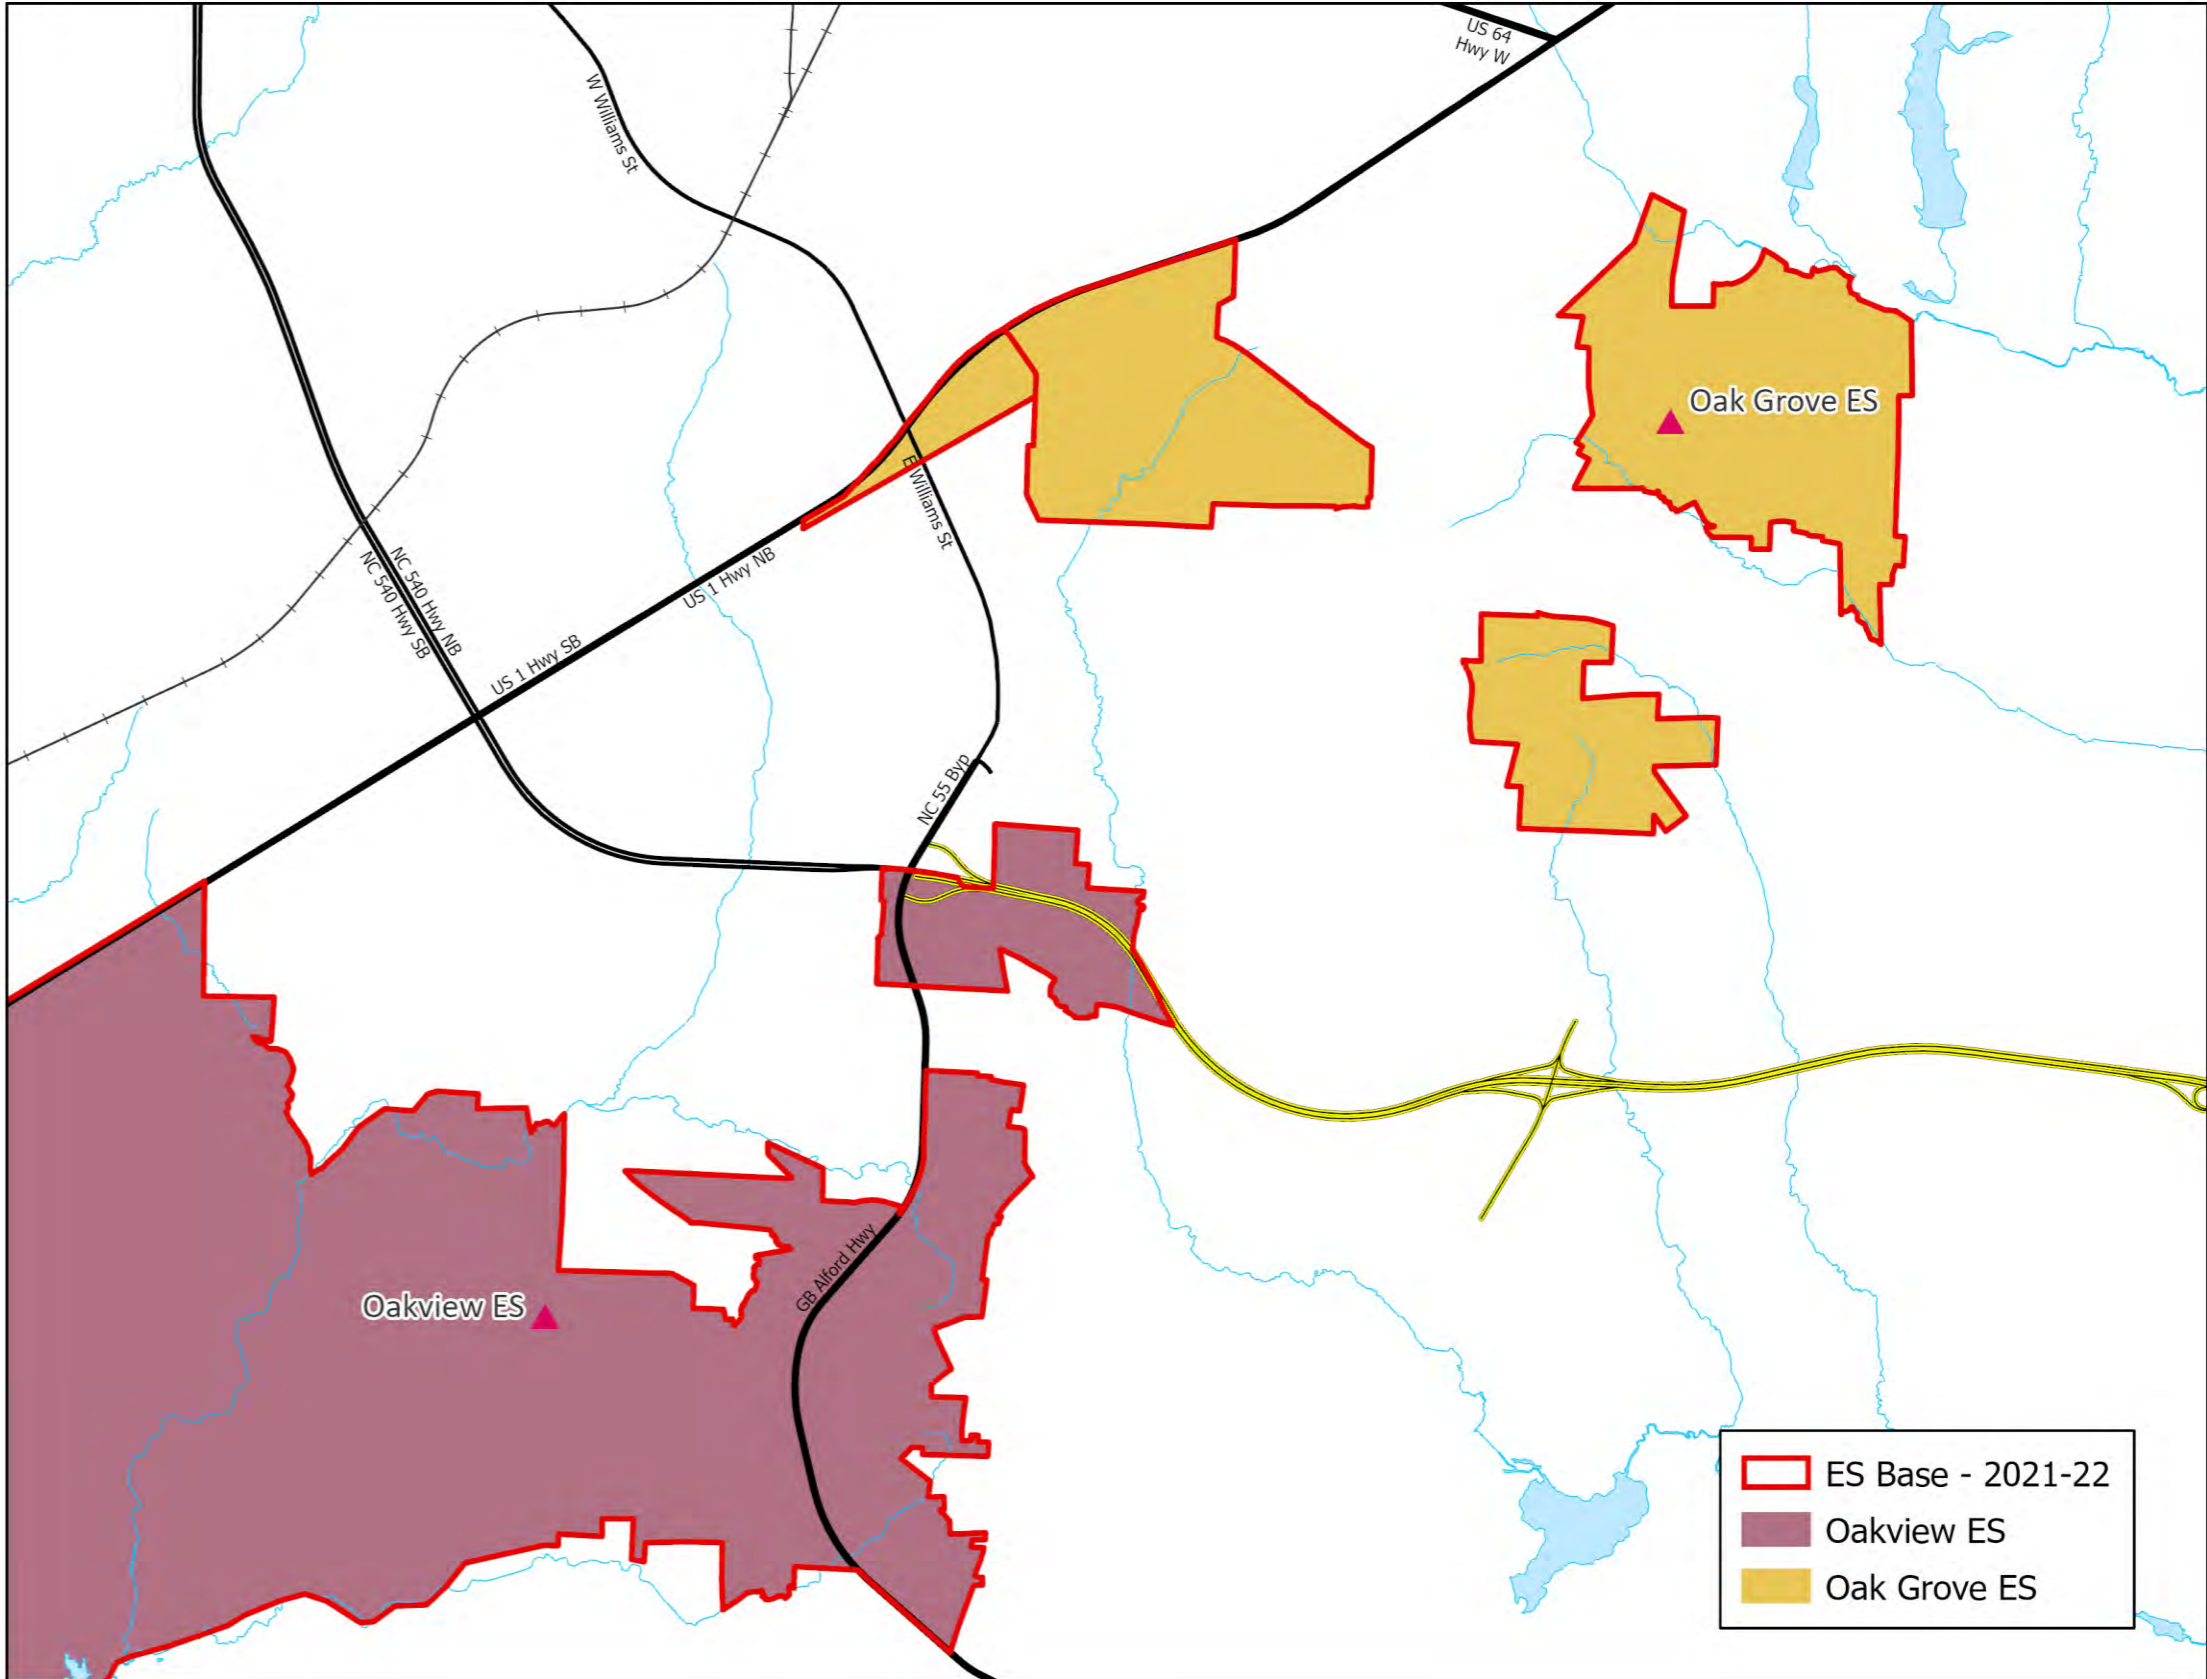 US 64
Hwy W
W Williams St
Oak Grove ES
E Williams St
NC 540 Hwy NB
NC 540 Hwy SB
US 1 Hwy NB
US 1 Hwy SB
NC 55 Byp
GB Alford Hwy
Oakview ES
ES Base - 2021-22
Oakview ES
Oak Grove ES